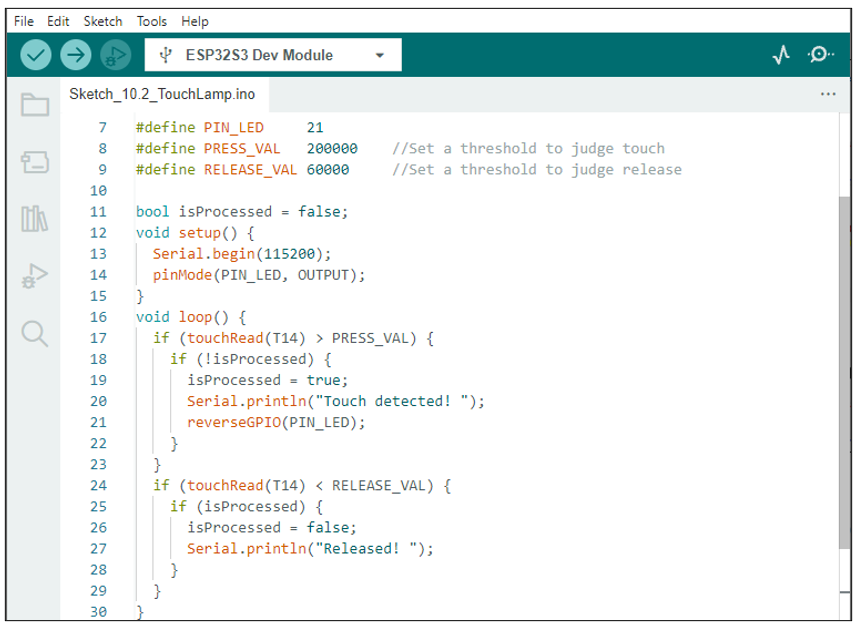 File Edit Sketch Tools Help
ESP32S3 Dev Module
Sketch_10.2_TouchLamp.ino
7 #define PIN_LED 21
8 #define PRESS_VAL 200000 //Set a threshold to judge touch
9 #define RELEASE_VAL 60000 //Set a threshold to judge release
10
11 bool isProcessed = false;
12 void setup() {
13 Serial.begin(115200);
14 pinMode(PIN_LED, OUTPUT);
15 }
16 void loop() {
17 if (touchRead(T14) > PRESS_VAL) {
18 if (!isProcessed) {
19 isProcessed = true;
20 Serial.println("Touch detected! ");
21 reverseGPIO(PIN_LED);
22 }
23 }
24 if (touchRead(T14) < RELEASE_VAL) {
25 if (isProcessed) {
26 isProcessed = false;
27 Serial.println("Released! ");
28 }
29 }
30 }